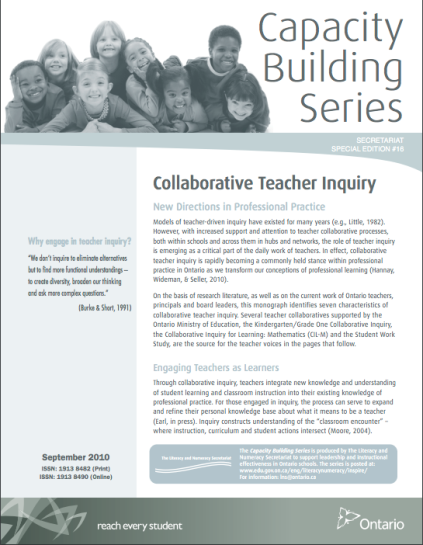 Capacity
Building
Series
SECRETARIAT
SPECIAL EDITION #16
Collaborative Teacher Inquiry
New Directions in Professional Practice
Models of teacher-driven inquiry have existed for many years (e.g., Little, 1982).
However, with increased support and attention to teacher collaborative processes,
both within schools and across them in hubs and networks, the role of teacher inquiry
is emerging as a critical part of the daily work of teachers. In effect, collaborative
teacher inquiry is rapidly becoming a commonly held stance within professional
practice in Ontario as we transform our conceptions of professional learning (Hannay,
Wideman, & Seller, 2010).
On the basis of research literature, as well as on the current work of Ontario teachers,
principals and board leaders, this monograph identifies seven characteristics of
collaborative teacher inquiry. Several teacher collaboratives supported by the
Ontario Ministry of Education, the Kindergarten/Grade One Collaborative Inquiry,
the Collaborative Inquiry for Learning: Mathematics (CIL-M) and the Student Work
Study, are the source for the teacher voices in the pages that follow.
Engaging Teachers as Learners
Through collaborative inquiry, teachers integrate new knowledge and understanding
of student learning and classroom instruction into their existing knowledge of
professional practice. For those engaged in inquiry, the process can serve to expand
and refine their personal knowledge base about what it means to be a teacher
(Earl, in press). Inquiry constructs understanding of the "classroom encounter" –
where instruction, curriculum and student actions intersect (Moore, 2004).
Why engage in teacher inquiry?
"We don't inquire to eliminate alternatives
but to find more functional understandings –
to create diversity, broaden our thinking
and ask more complex questions."
(Burke & Short, 1991)
September 2010
ISSN: 1913 8482 (Print)
ISSN: 1913 8490 (Online)
The Literacy and Numeracy Secretariat
The Capacity Building Series is produced by the Literacy and
Numeracy Secretariat to support leadership and instructional
effectiveness in Ontario schools. The series is posted at:
www.edu.gov.on.ca/eng/literacynumeracy/inspire/
For information: lns@ontario.ca
reach every student
Ontario